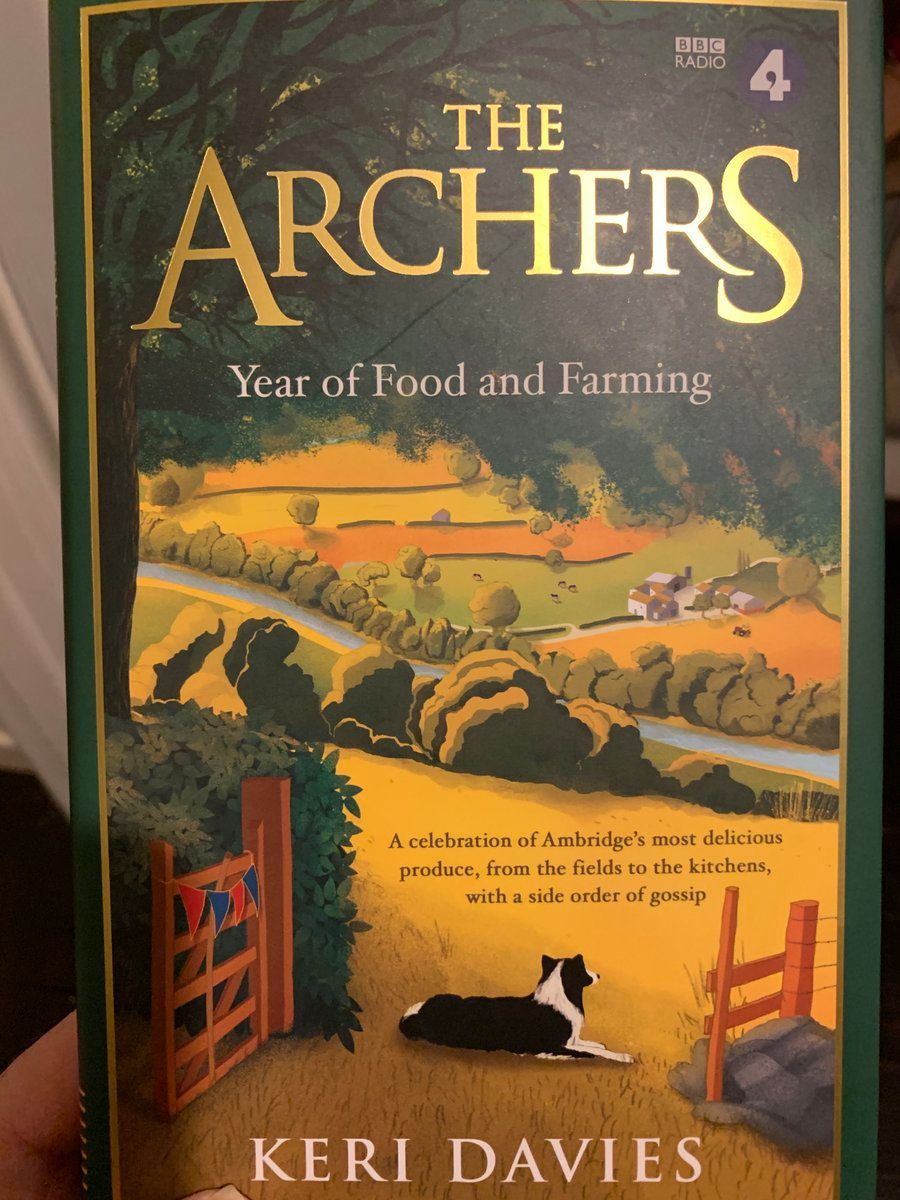 BBC
RADIO
4
THE
ARCHERS
Year of Food and Farming
A celebration of Ambridge's most delicious
produce, from the fields to the kitchens,
with a side order of gossip
KERI DAVIES